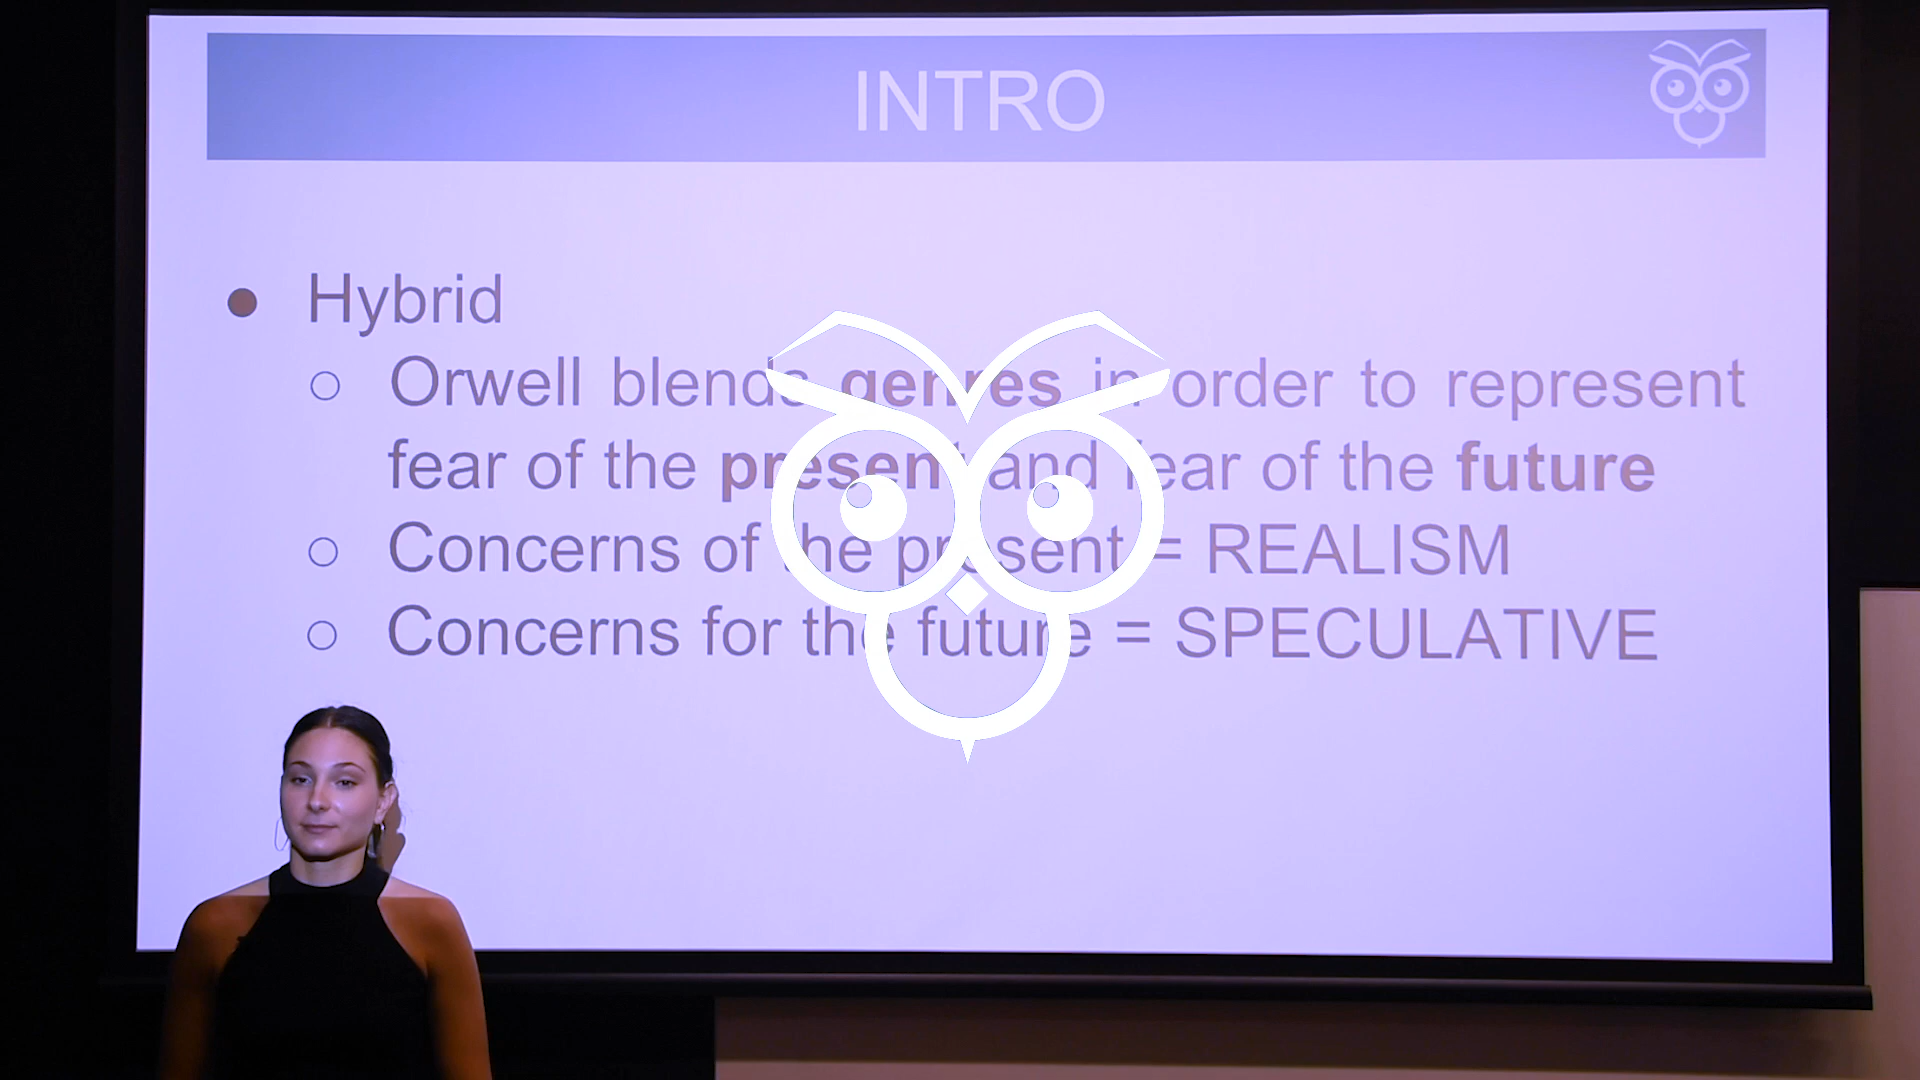 INTRO
● Hybrid
○ Orwell blends genres in order to represent
fear of the present and fear of the future
○ Concerns of the present = REALISM
○ Concerns for the future = SPECULATIVE